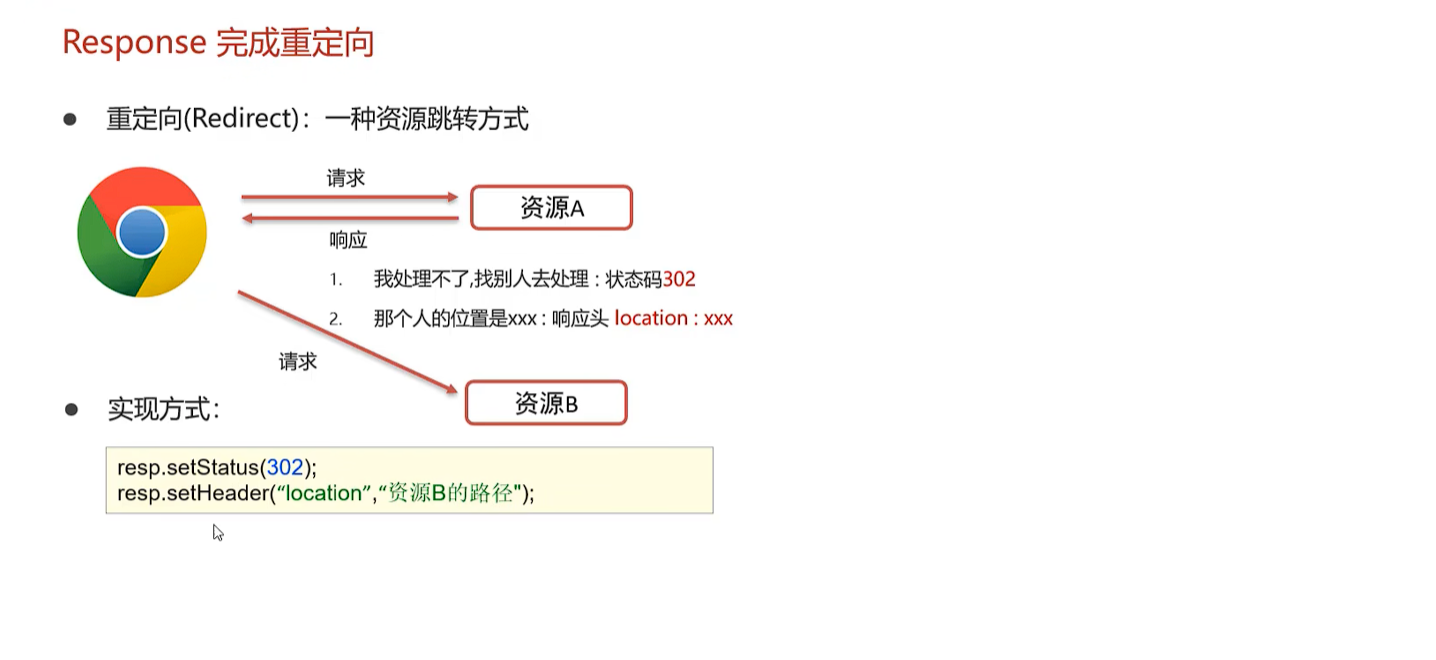 Response 完成重定向
● 重定向(Redirect)：一种资源跳转方式
请求
资源A
响应
1. 我处理不了,找别人去处理 : 状态码302
2. 那个人的位置是xxx : 响应头 location : xxx
请求
资源B
● 实现方式：
resp.setStatus(302);
resp.setHeader(“location”,“资源B的路径");